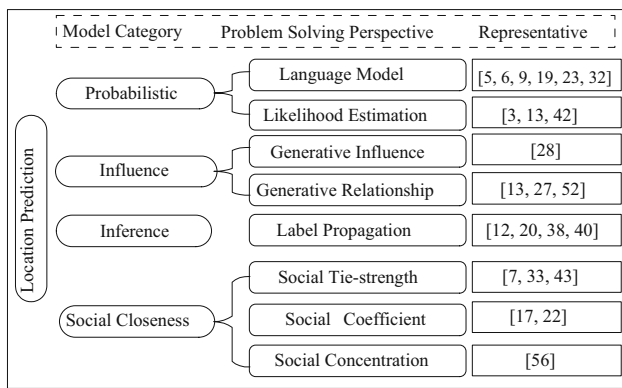 Model Category Problem Solving Perspective Representative
Location Prediction
Probabilistic
Language Model [5, 6, 9, 19, 23, 32]
Likelihood Estimation [3, 13, 42]
Influence
Generative Influence [28]
Generative Relationship [13, 27, 52]
Inference Label Propagation [12, 20, 38, 40]
Social Closeness
Social Tie-strength [7, 33, 43]
Social Coefficient [17, 22]
Social Concentration [56]